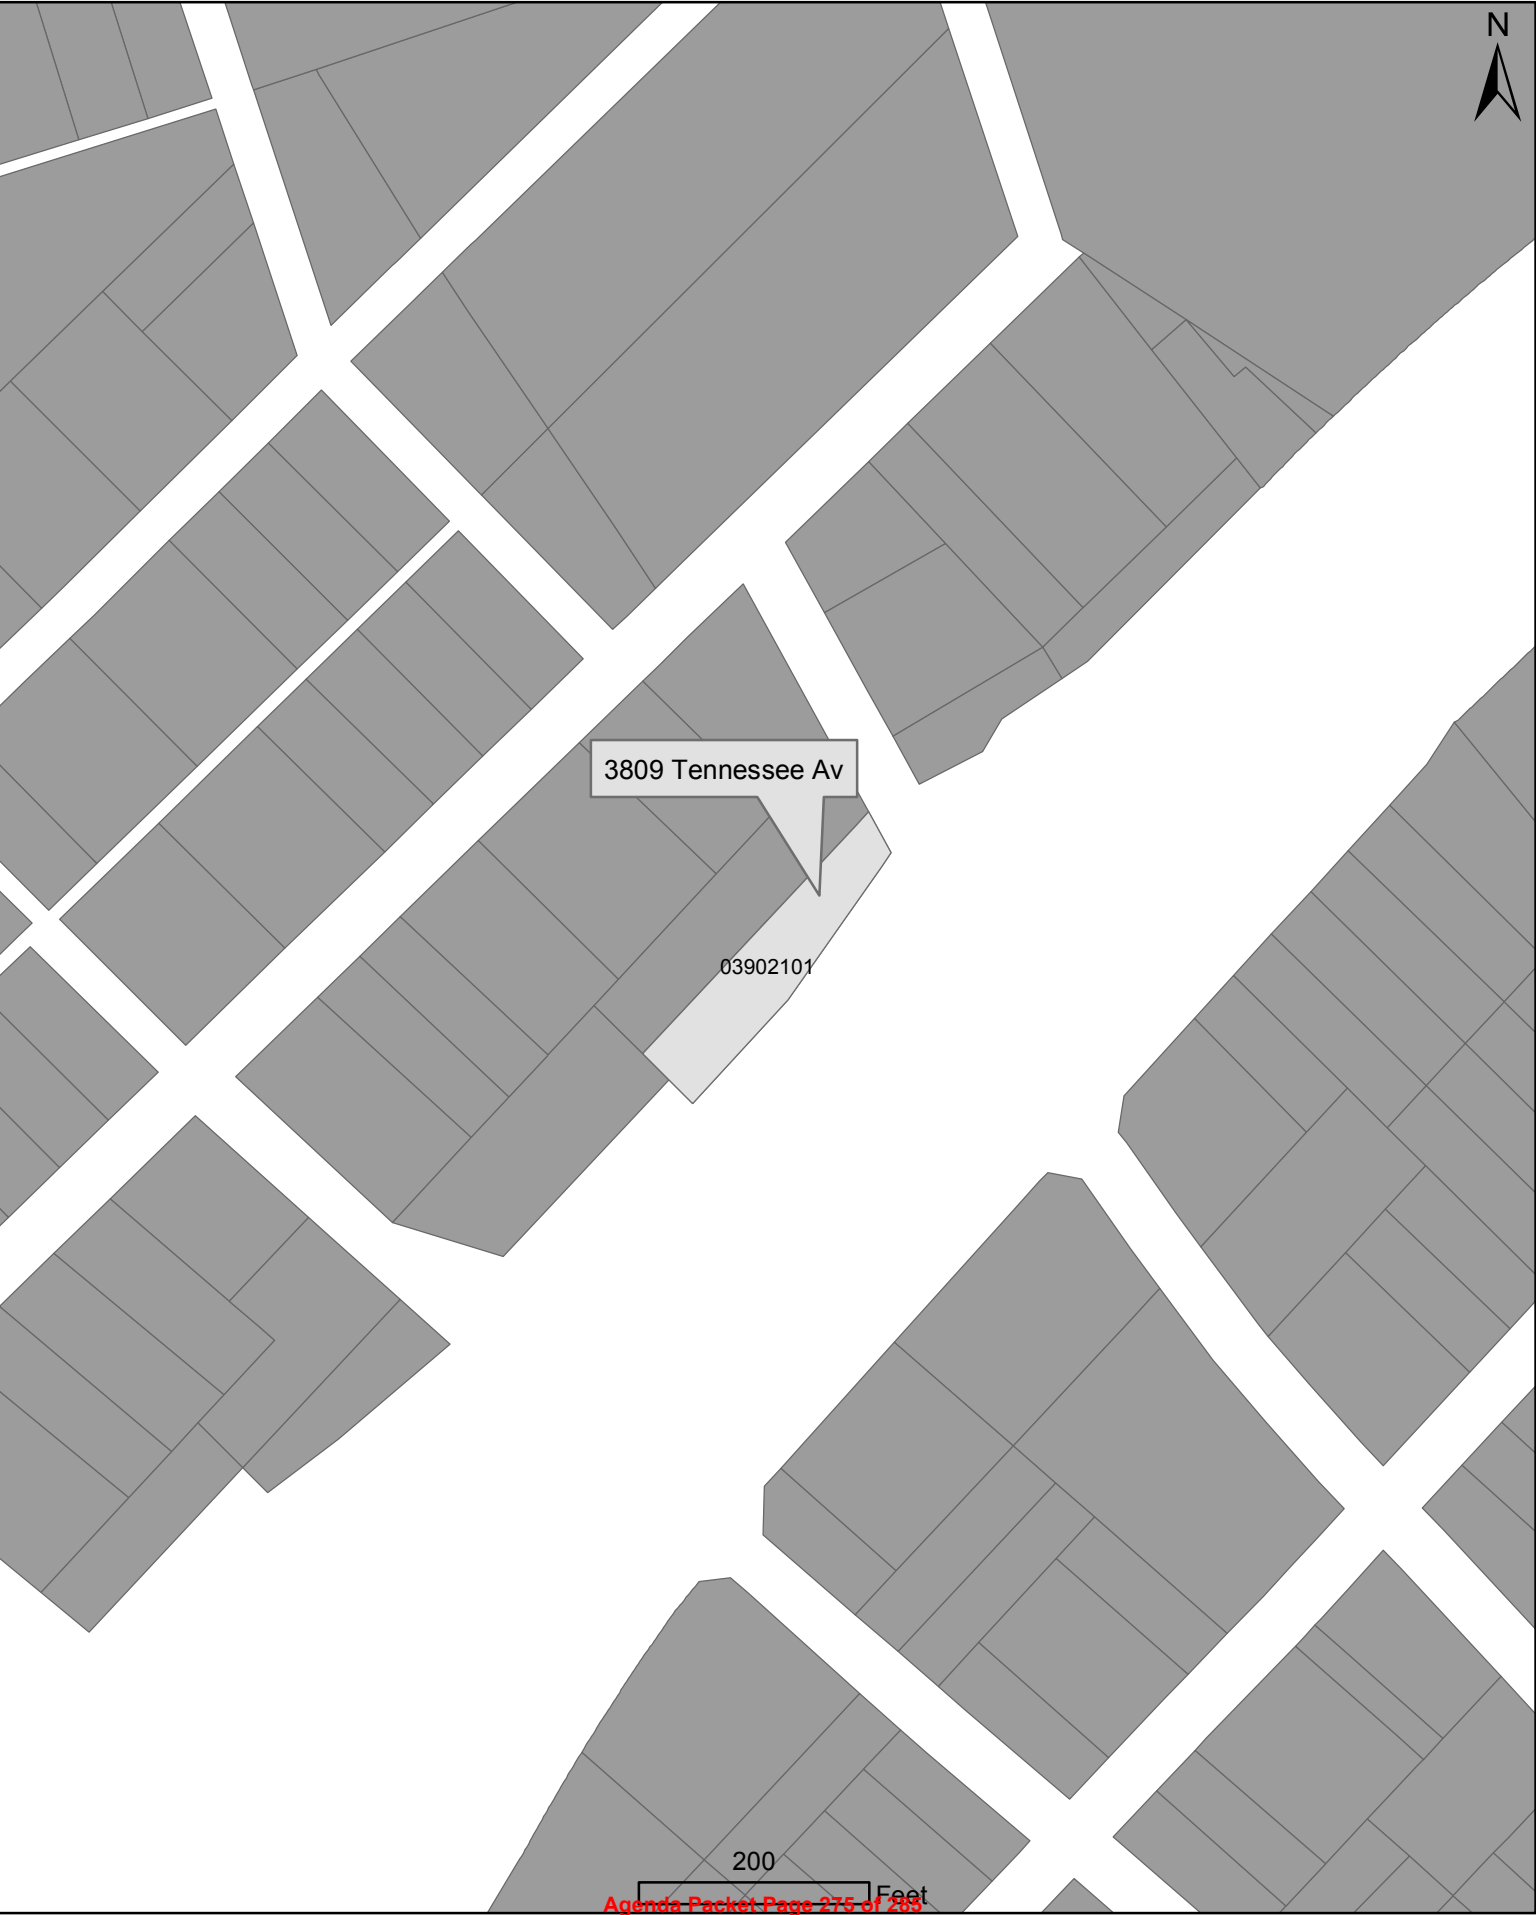 N
3809 Tennessee Av
03902101
200
Feet
Agenda Packet Page 275 of 285